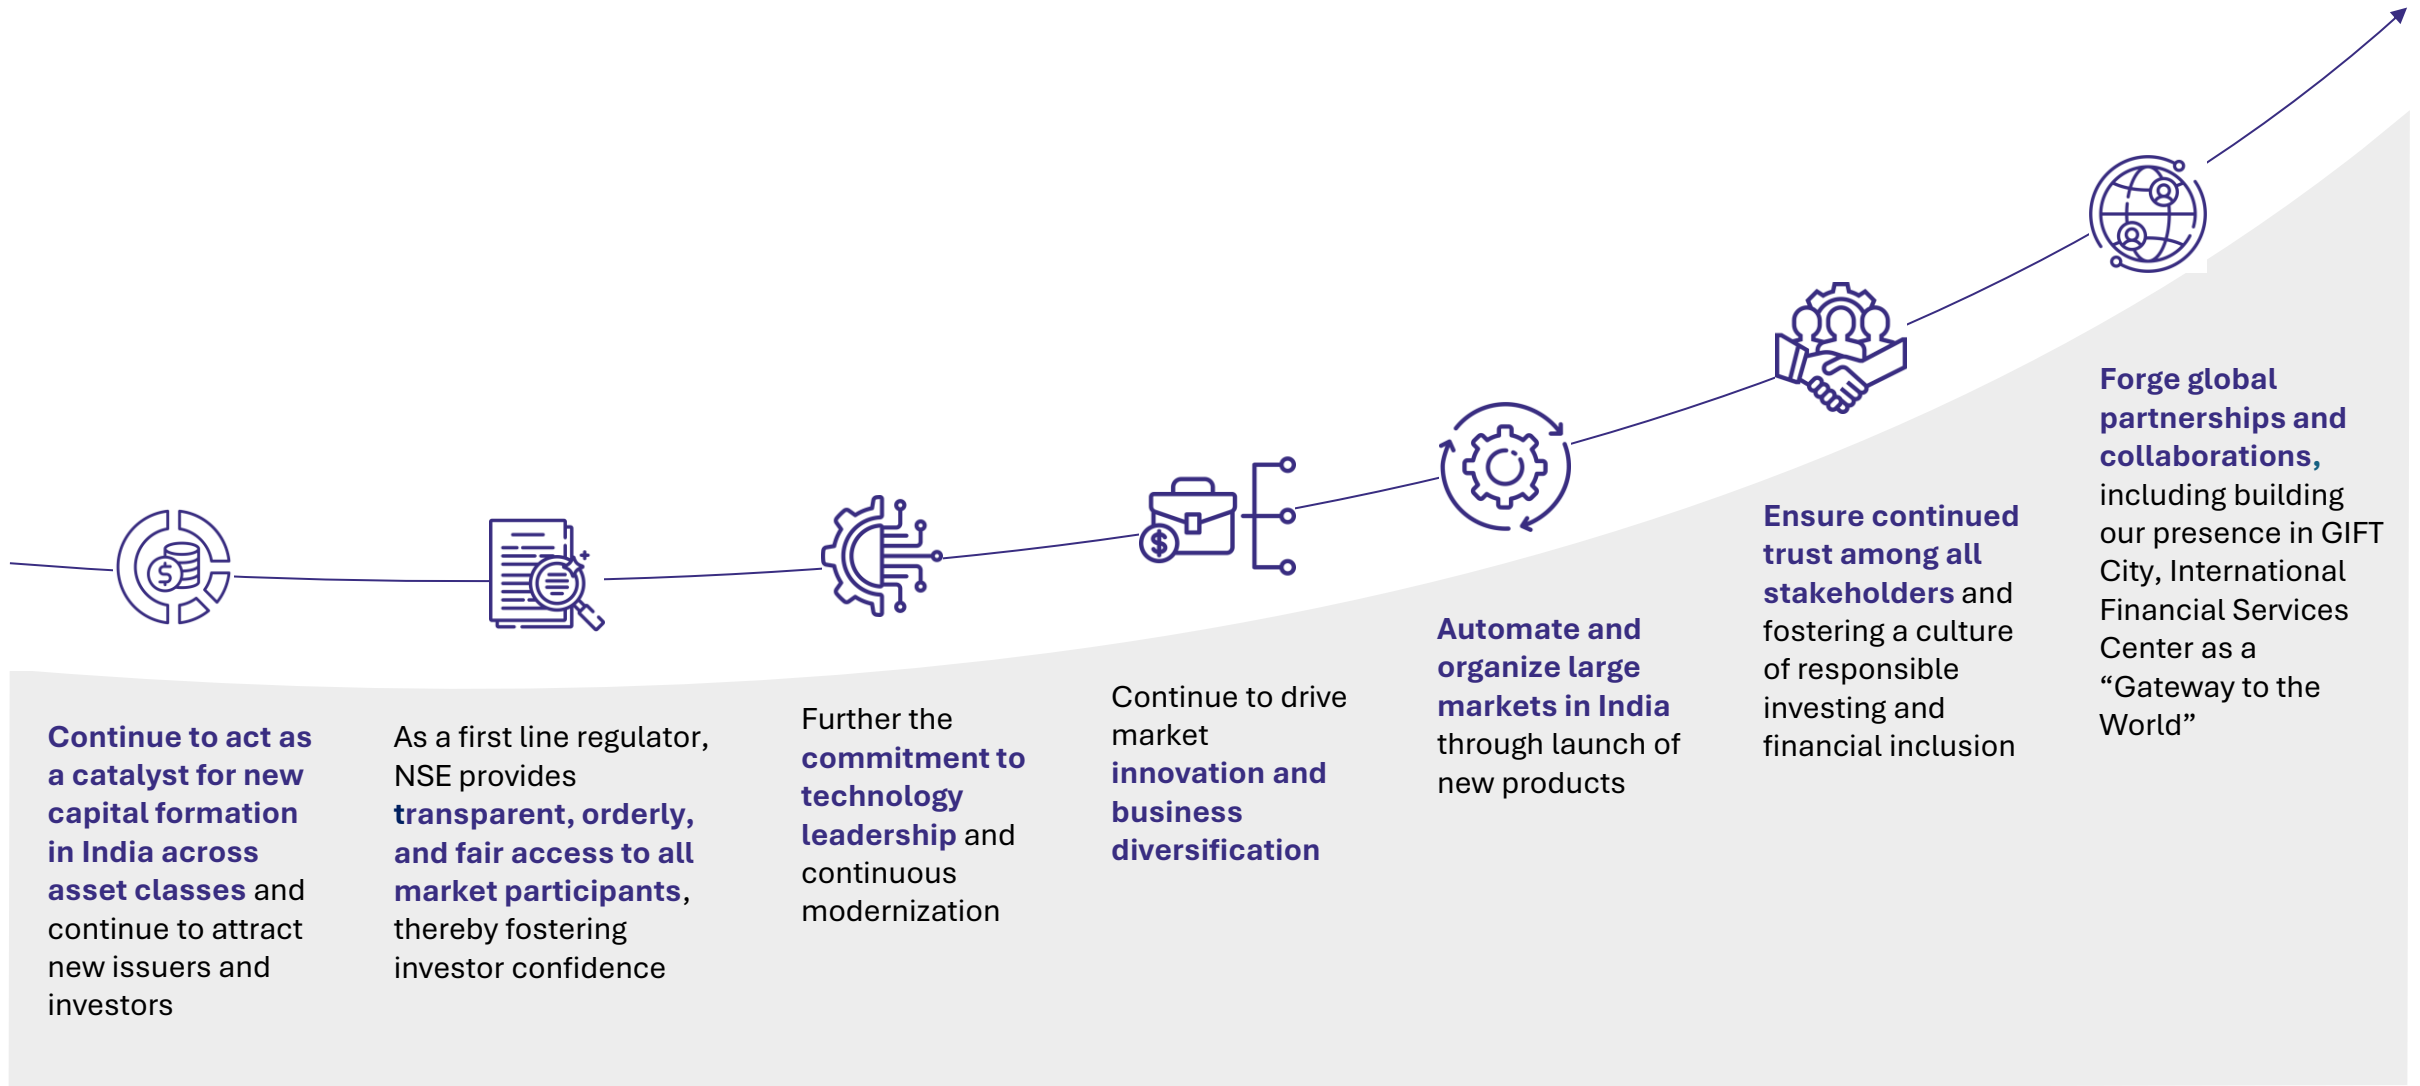 Continue to act as
a catalyst for new
capital formation
in India across
asset classes and
continue to attract
new issuers and
investors
As a first line regulator,
NSE provides
transparent, orderly,
and fair access to all
market participants,
thereby fostering
investor confidence
Further the
commitment to
technology
leadership and
continuous
modernization
Continue to drive
market
innovation and
business
diversification
Automate and
organize large
markets in India
through launch of
new products
Ensure continued
trust among all
stakeholders and
fostering a culture
of responsible
investing and
financial inclusion
Forge global
partnerships and
collaborations,
including building
our presence in GIFT
City, International
Financial Services
Center as a
“Gateway to the
World”